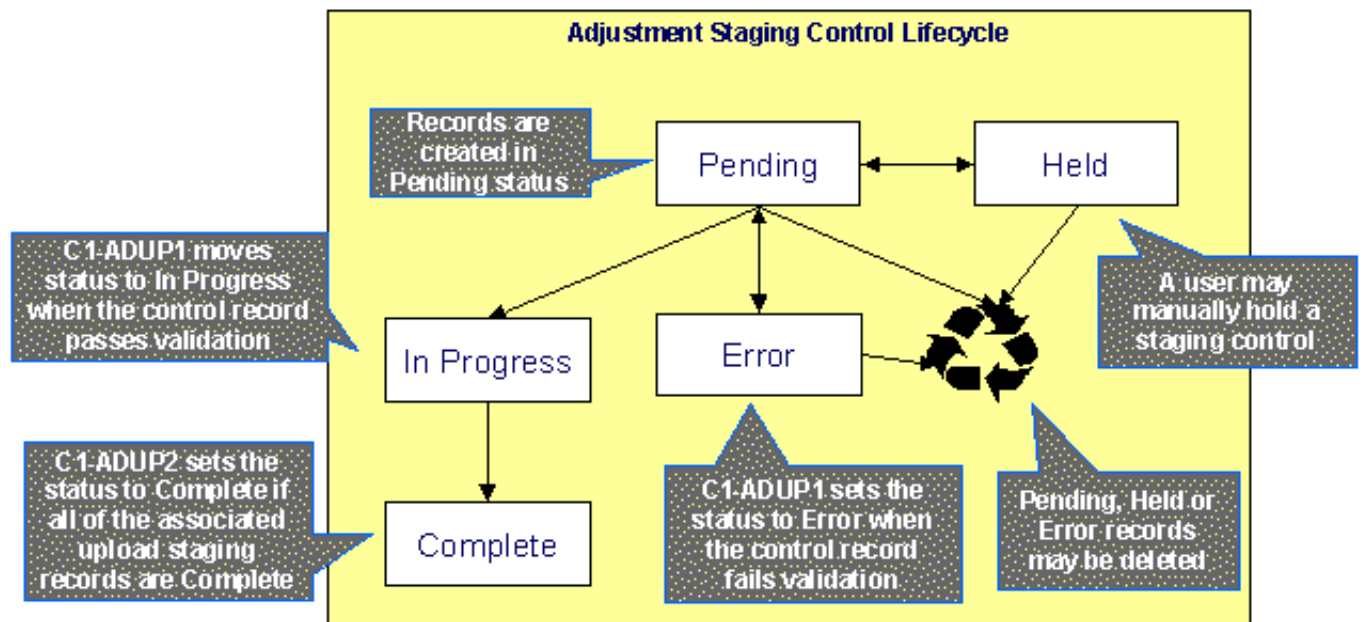 Adjustment Staging Control Lifecycle
Records are
created in
Pending status
Pending
Held
C1-ADUP1 moves
status to In Progress
when the control record
passes validation
A user may
manually hold a
staging control
In Progress
Error
C1-ADUP2 sets the
status to Complete if
all of the associated
upload staging
records are Complete
Complete
C1-ADUP1 sets the
status to Error when
the control record
fails validation
Pending, Held or
Error records
may be deleted